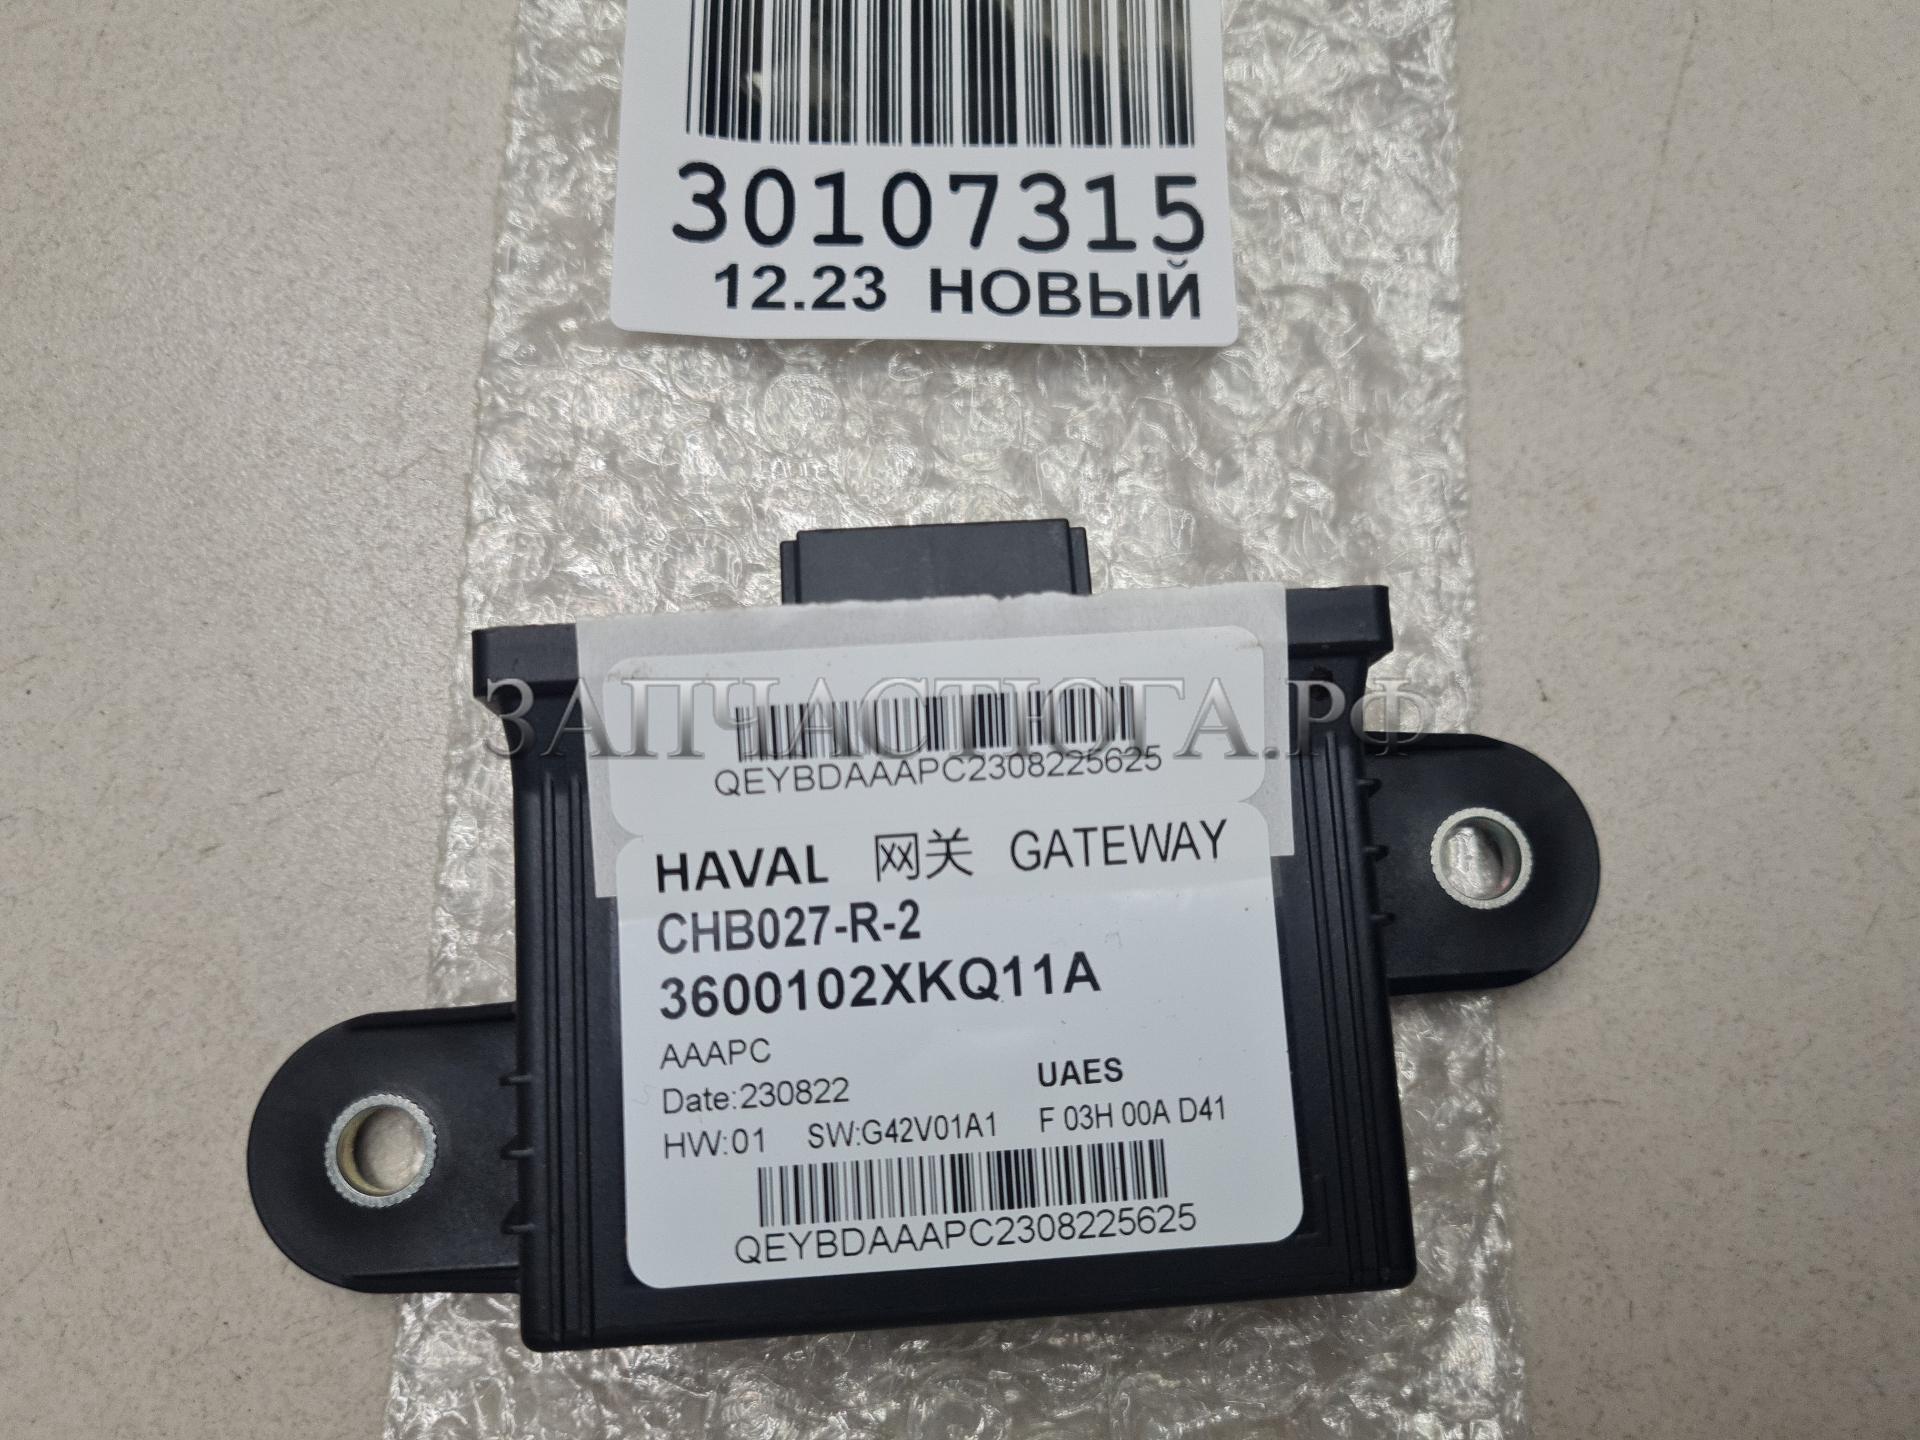 30107315
12.23 НОВЫЙ
ЗАПЧАСТЮГА.РФ
QEYBDAAAPC2308225625
HAVAL 网关 GATEWAY
CHB027-R-2
3600102XKQ11A
AAAPC
Date:230822 UAES
HW:01 SW:G42V01A1 F 03H 00A D41
QEYBDAAAPC2308225625